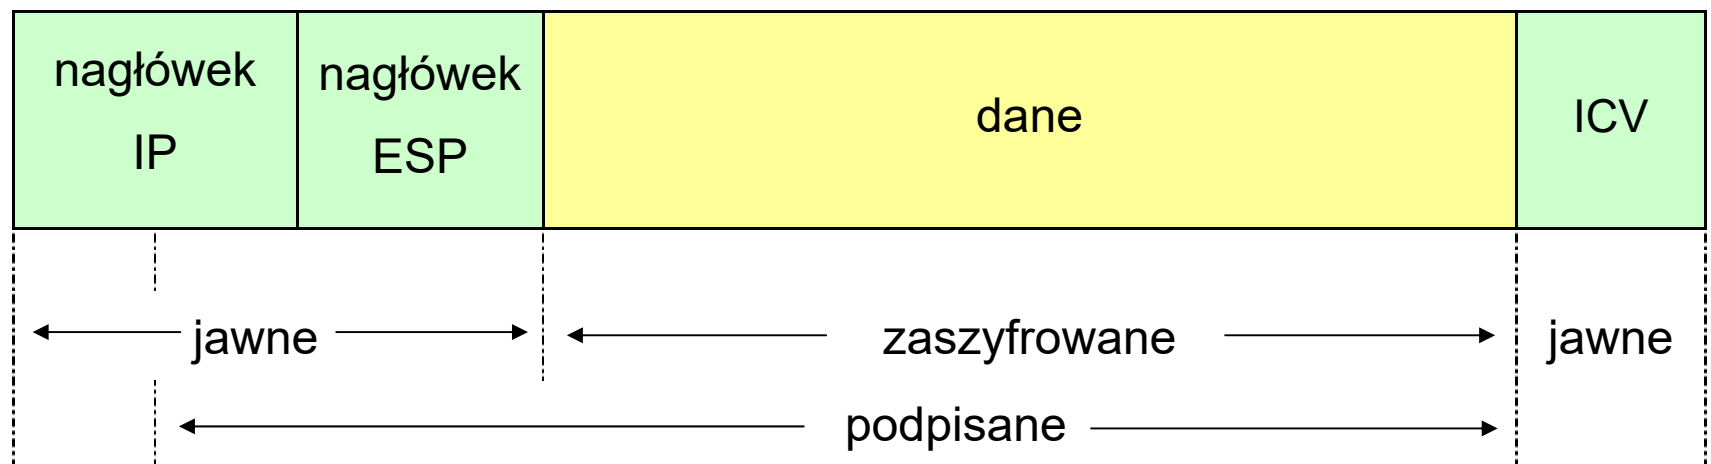 nagłówek
IP
nagłówek
ESP
dane
ICV
jawne
zaszyfrowane
jawne
podpisane